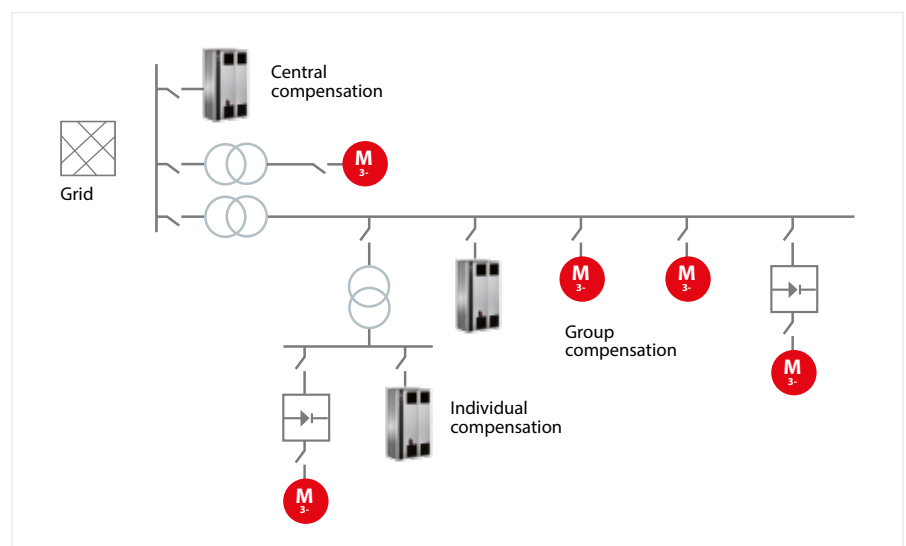 Central
compensation
M
3-
Grid
M
3-
M
3-
Group
compensation
M
3-
Individual
compensation
M
3-